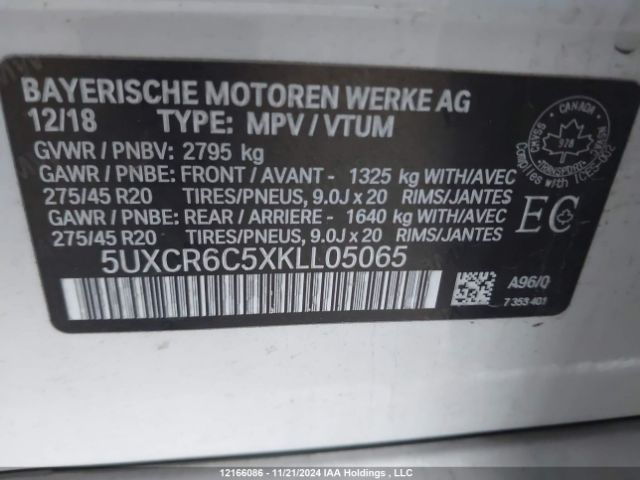 BAYERISCHE MOTOREN WERKE AG
12/18 TYPE: MPV / VTUM
GVWR / PNBV: 2795 kg
GAWR / PNBE: FRONT / AVANT - 1325 kg WITH/AVEC
275/45 R20 TIRES/PNEUS, 9.0J x 20 RIMS/JANTES
GAWR / PNBE: REAR / ARRIERE - 1640 kg WITH/AVEC
275/45 R20 TIRES/PNEUS, 9.0J x 20 RIMS/JANTES
5UXCR6C5XKLL05065
CANADA
978
TRANSPORT
EC
A96/0
7 353 403
12166086 - 11/21/2024 IAA Holdings , LLC